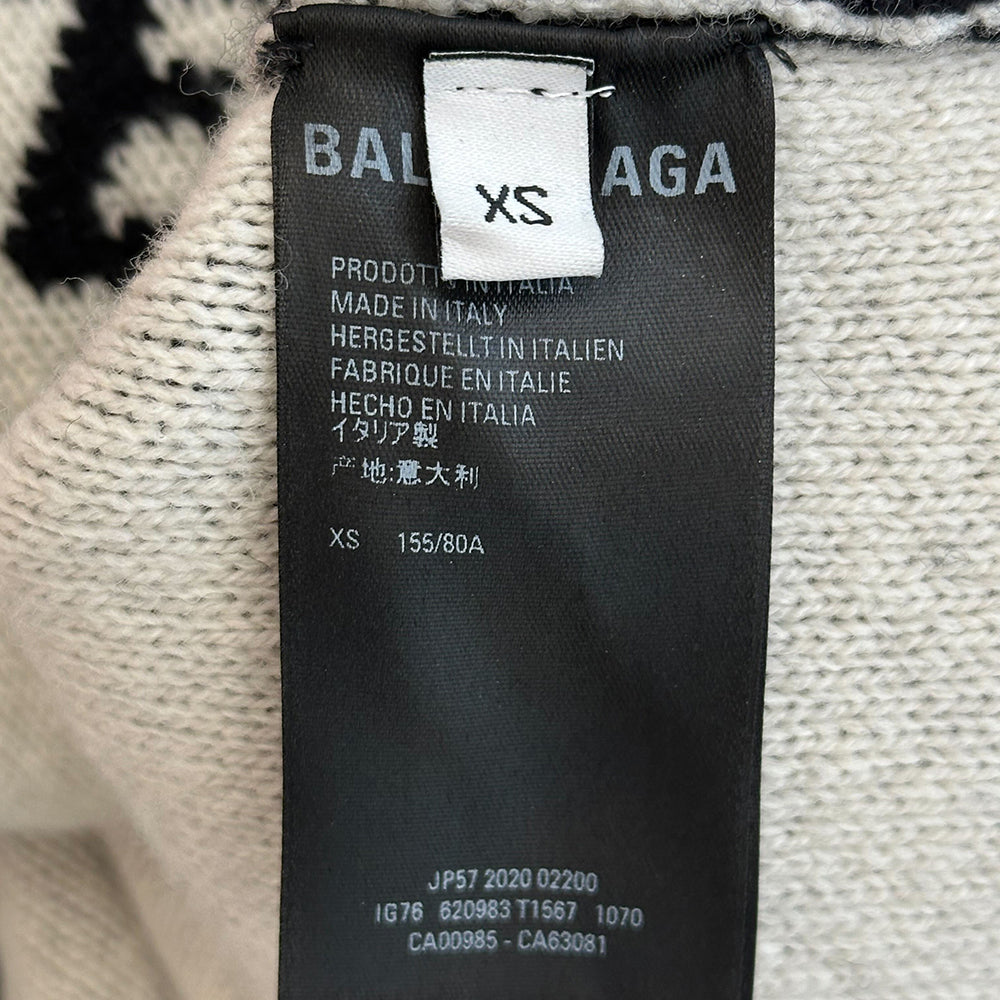 BAL AGA
XS
PRODOTT IN ITALIA
MADE IN ITALY
HERGESTELLT IN ITALIEN
FABRIQUE EN ITALIE
HECHO EN ITALIA
イタリア製
产地:意大利
XS 155/80A
JP57 2020 02200
IG76 620983 T1567 1070
CA00985 - CA63081